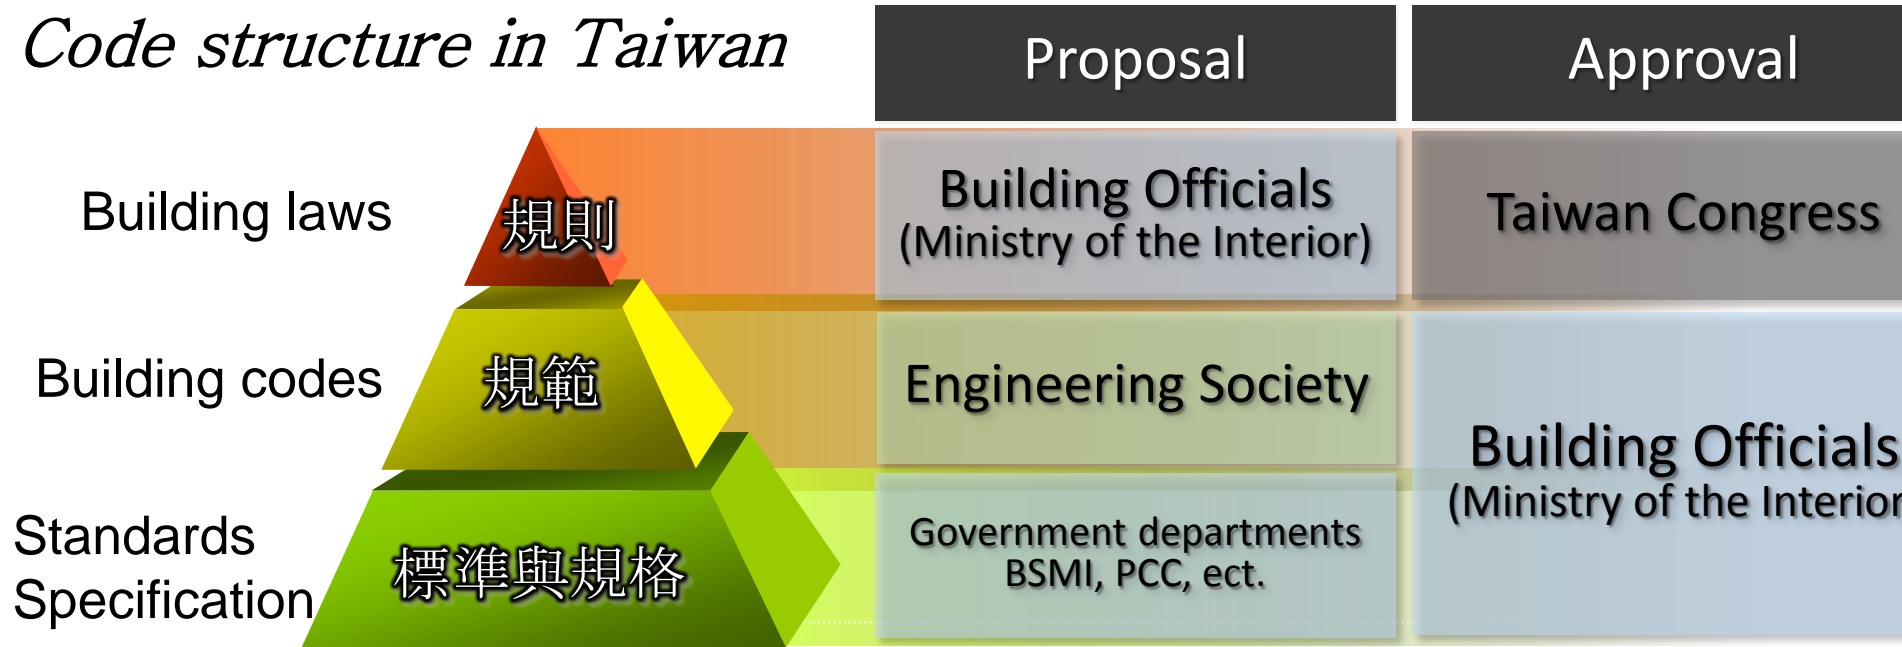 Code structure in Taiwan
Proposal
Approval
Building laws
規則
Building Officials
(Ministry of the Interior)
Taiwan Congress
Building codes
規範
Engineering Society
Building Officials
(Ministry of the Interior
Standards
Specification
標準與規格
Government departments
BSMI, PCC, ect.